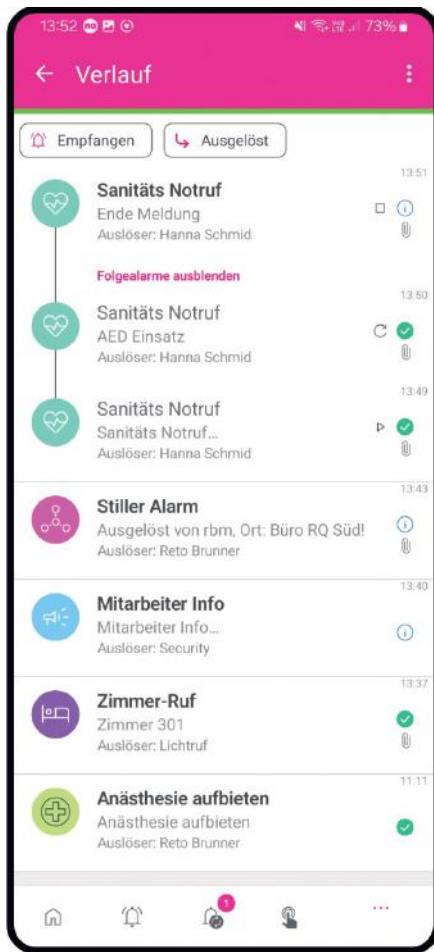 13:52 73%
Verlauf
Empfangen Ausgelöst
13:51
Sanitäts Notruf
Ende Meldung
Auslöser: Hanna Schmid
Folgealarme ausblenden
13:50
Sanitäts Notruf
AED Einsatz
Auslöser: Hanna Schmid
13:49
Sanitäts Notruf
Sanitäts Notruf...
Auslöser: Hanna Schmid
13:43
Stiller Alarm
Ausgelöst von rbm, Ort: Büro RQ Süd!
Auslöser: Reto Brunner
13:40
Mitarbeiter Info
Mitarbeiter Info...
Auslöser: Security
13:37
Zimmer-Ruf
Zimmer 301
Auslöser: Lichtruf
11:11
Anästhesie aufbieten
Anästhesie aufbieten
Auslöser: Reto Brunner
1